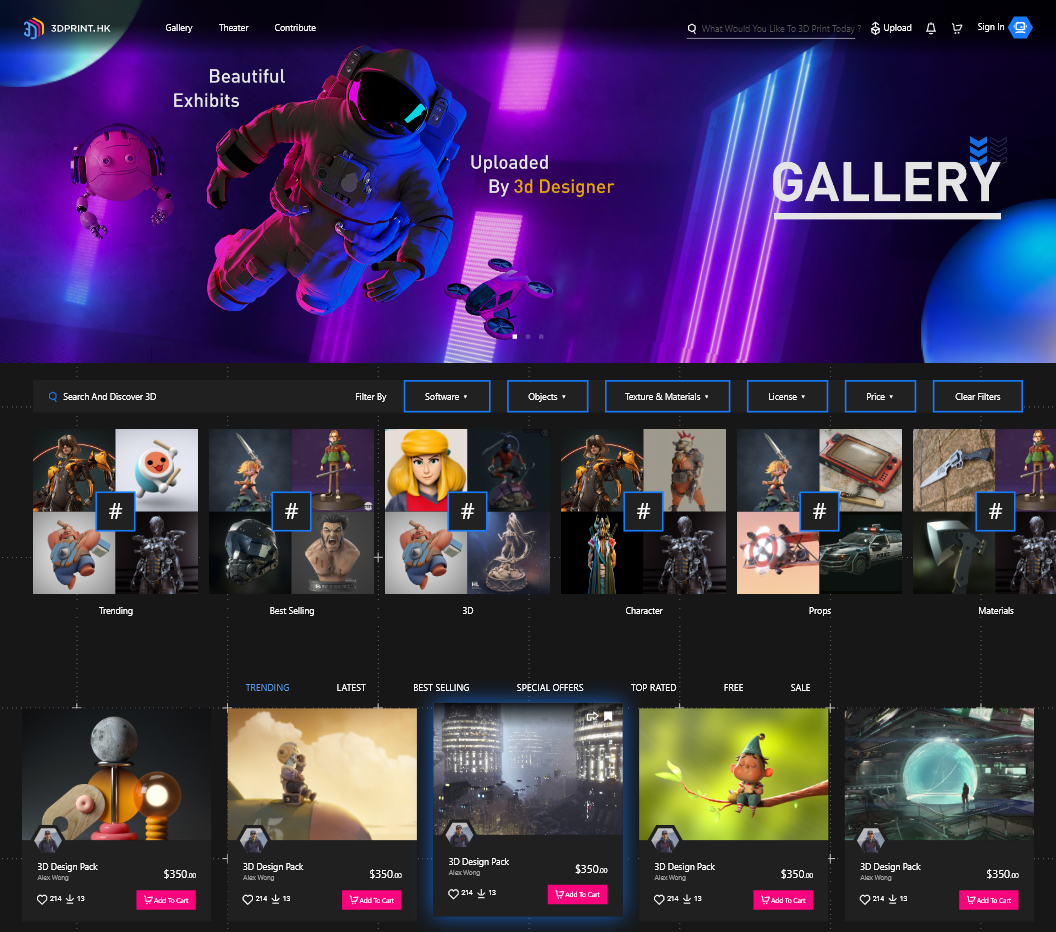 3DPRINT.HK
Gallery
Theater
Contribute
What Would You Like To 3D Print Today ?
Upload
Sign In
Beautiful
Exhibits
Uploaded
By 3d Designer
GALLERY
Search And Discover 3D
Filter By
Software
Objects
Texture & Materials
License
Price
Clear Filters
#
#
#
#
#
#
Trending
Best Selling
3D
Character
Props
Materials
TRENDING
LATEST
BEST SELLING
SPECIAL OFFERS
TOP RATED
FREE
SALE
3D Design Pack
Alex Wong
$350.00
214
13
Add To Cart
3D Design Pack
Alex Wong
$350.00
214
13
Add To Cart
3D Design Pack
Alex Wong
$350.00
214
13
Add To Cart
3D Design Pack
Alex Wong
$350.00
214
13
Add To Cart
3D Design Pack
Alex Wong
$350.00
214
13
Add To Cart